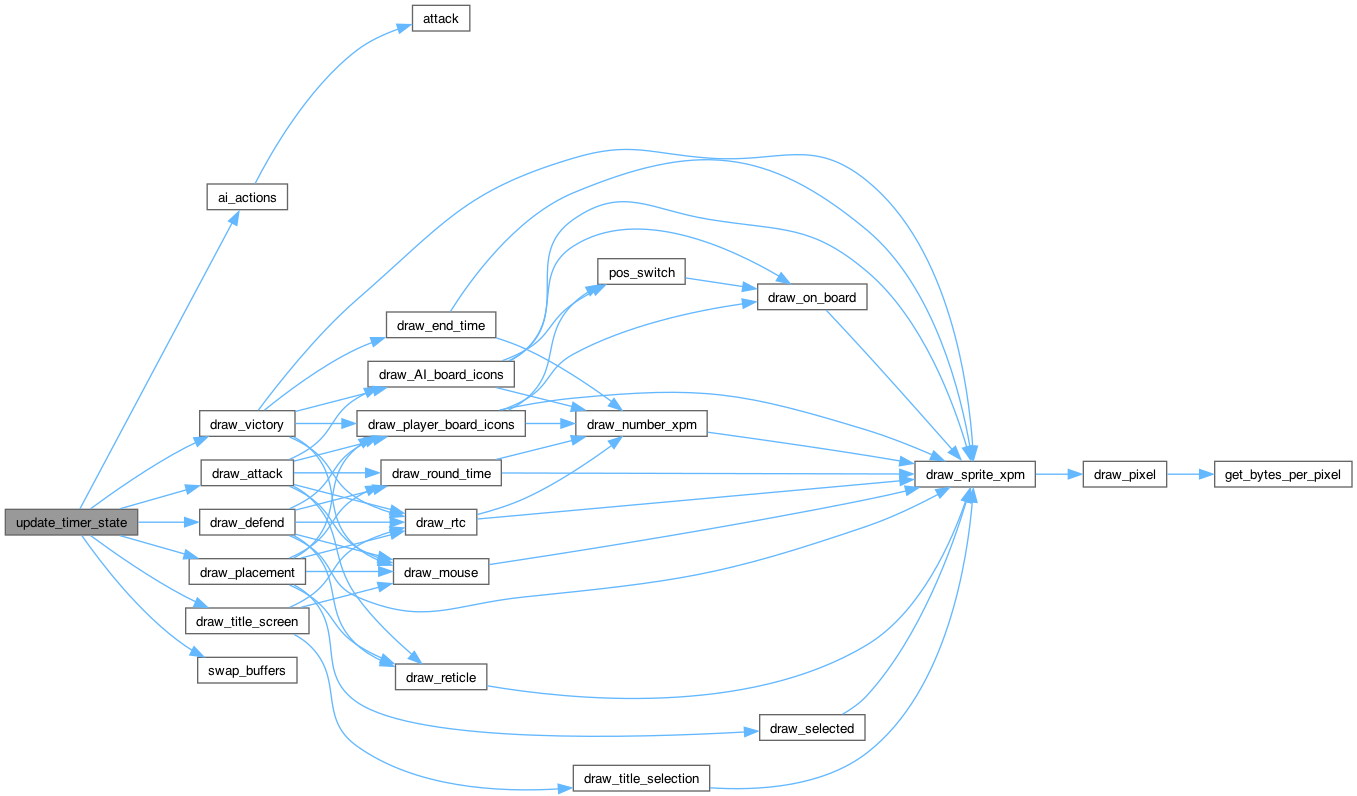 attack
ai_actions
pos_switch
draw_on_board
draw_end_time
draw_AI_board_icons
draw_victory
draw_player_board_icons
draw_number_xpm
draw_attack
draw_round_time
draw_sprite_xpm
draw_pixel
get_bytes_per_pixel
update_timer_state
draw_defend
draw_rtc
draw_placement
draw_mouse
draw_title_screen
swap_buffers
draw_reticle
draw_selected
draw_title_selection